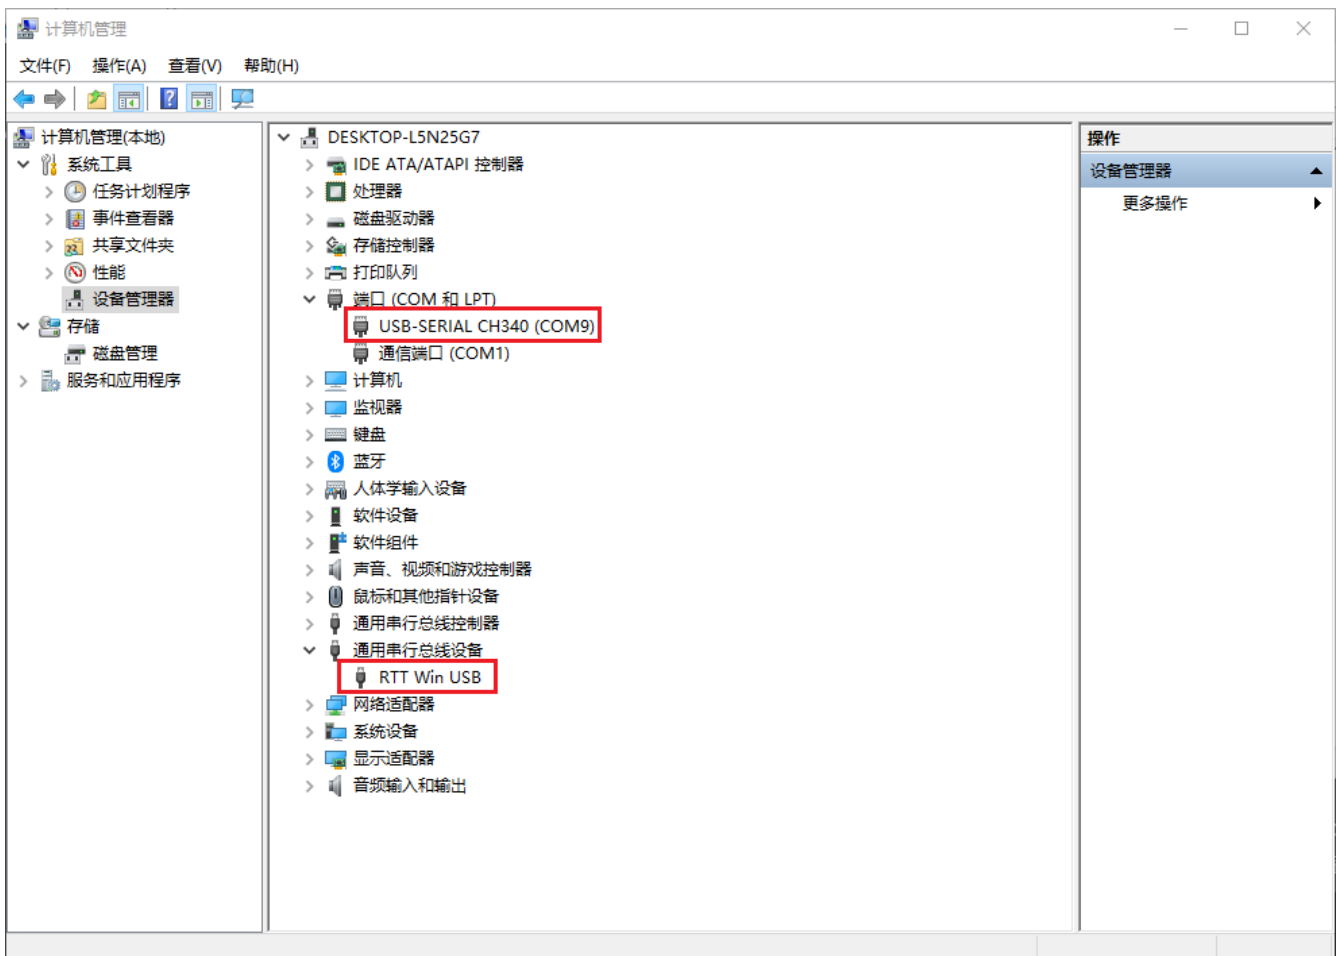 计算机管理
文件(F) 操作(A) 查看(V) 帮助(H)
计算机管理(本地)
系统工具
任务计划程序
事件查看器
共享文件夹
性能
设备管理器
存储
磁盘管理
服务和应用程序
DESKTOP-L5N25G7
IDE ATA/ATAPI 控制器
处理器
磁盘驱动器
存储控制器
打印队列
端口 (COM 和 LPT)
USB-SERIAL CH340 (COM9)
通信端口 (COM1)
计算机
监视器
键盘
蓝牙
人体学输入设备
软件设备
软件组件
声音、视频和游戏控制器
鼠标和其他指针设备
通用串行总线控制器
通用串行总线设备
RTT Win USB
网络适配器
系统设备
显示适配器
音频输入和输出
操作
设备管理器
更多操作